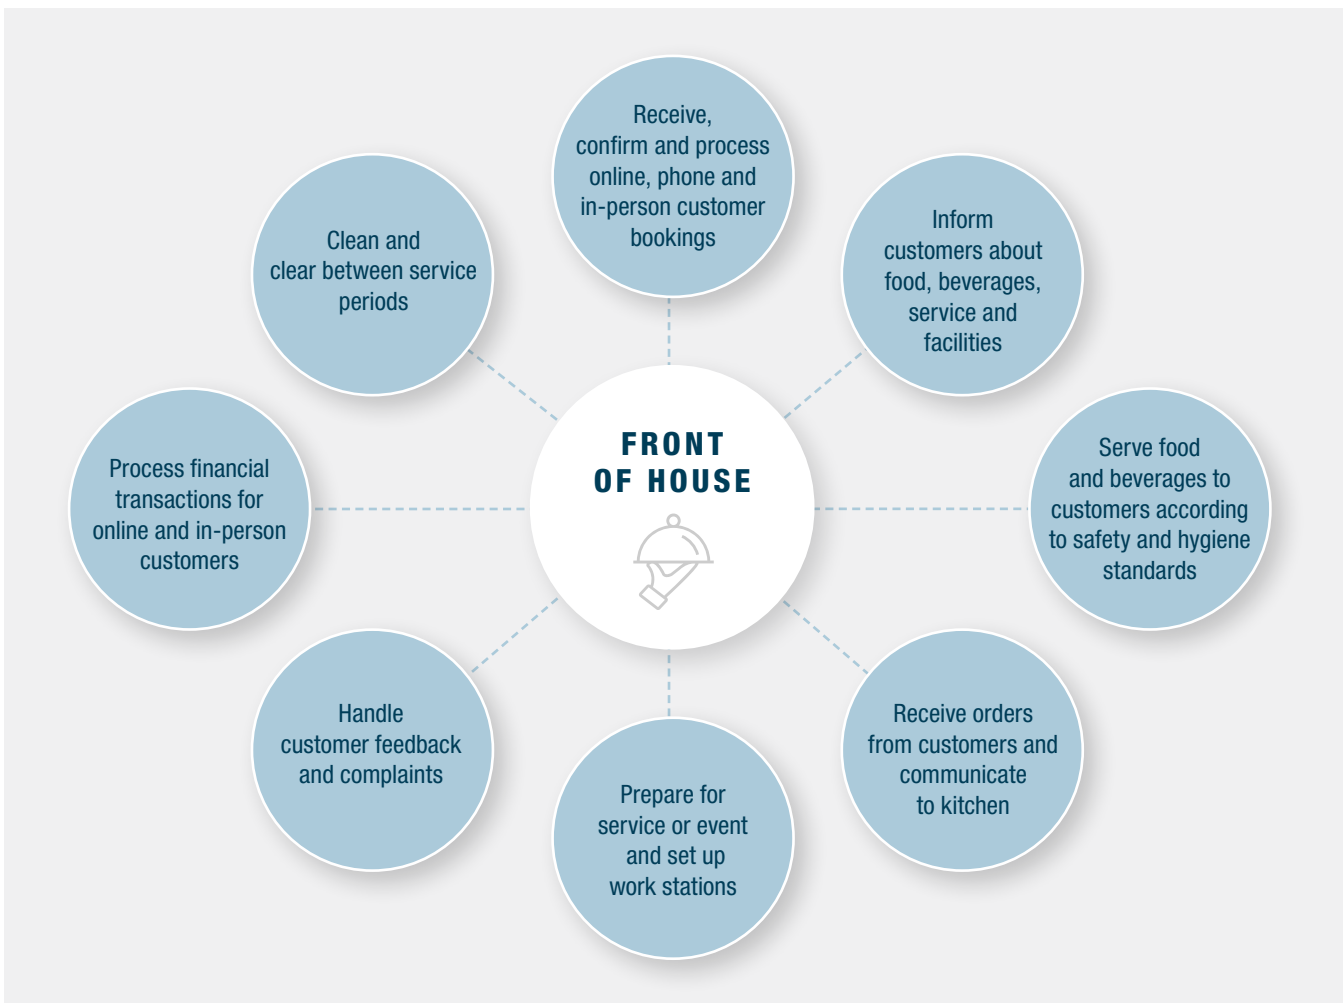 Receive,
confirm and process
online, phone and
in-person customer
bookings
Inform
customers about
food, beverages,
service and
facilities
Serve food
and beverages to
customers according
to safety and hygiene
standards
Receive orders
from customers and
communicate
to kitchen
Prepare for
service or event
and set up
work stations
Handle
customer feedback
and complaints
Process financial
transactions for
online and in-person
customers
Clean and
clear between service
periods
FRONT
OF HOUSE